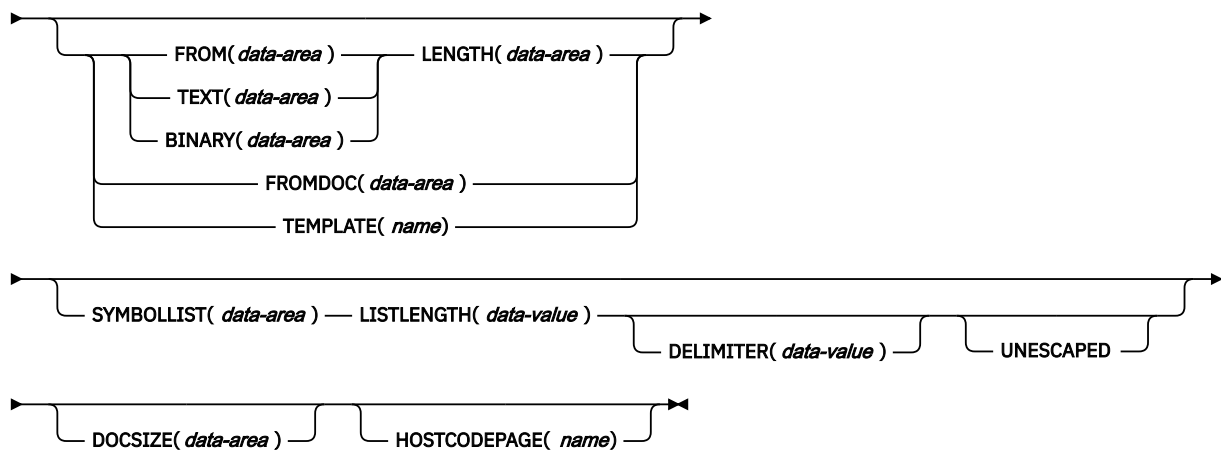 FROM( data-area ) LENGTH( data-area )
TEXT( data-area )
BINARY( data-area )
FROMDOC( data-area )
TEMPLATE( name)
SYMBOLLIST( data-area ) LISTLENGTH( data-value )
DELIMITER( data-value ) UNESCAPED
DOCSIZE( data-area ) HOSTCODEPAGE( name)